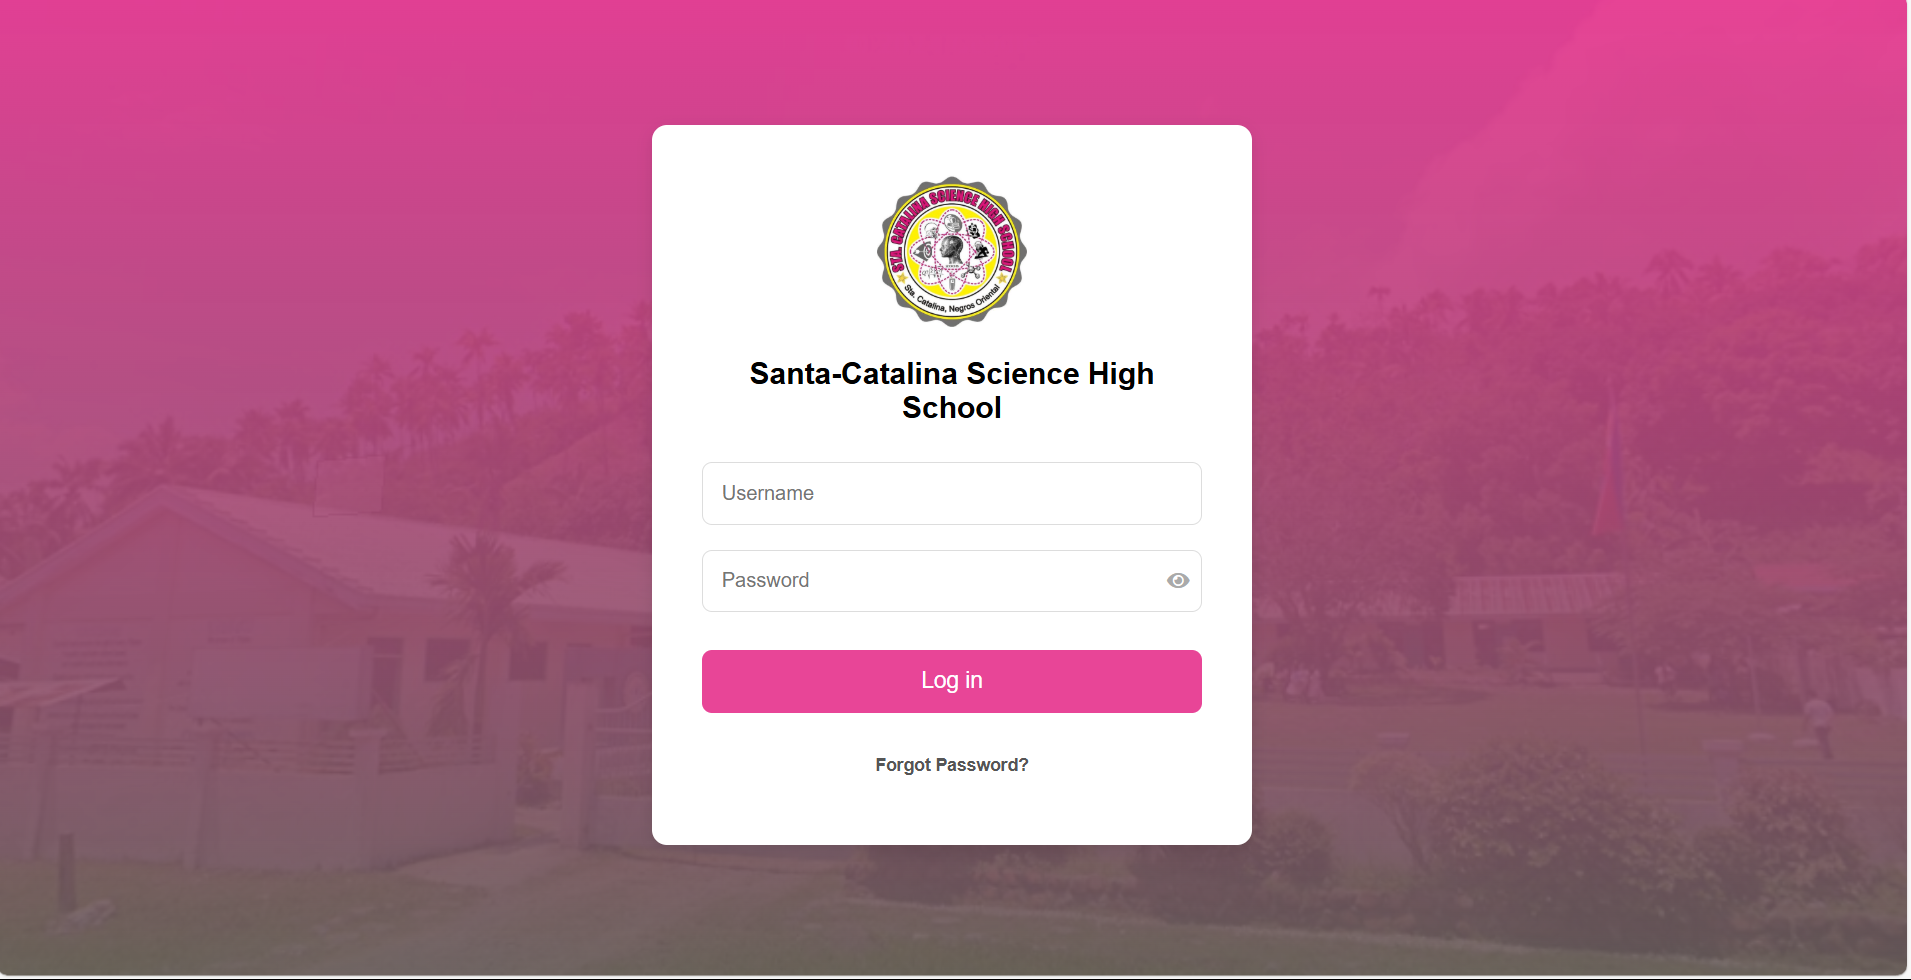 STA. CATALINA SCIENCE HIGH SCHOOL
Sta. Catalina, Negros Oriental
Santa-Catalina Science High
School
Username
Password
Log in
Forgot Password?